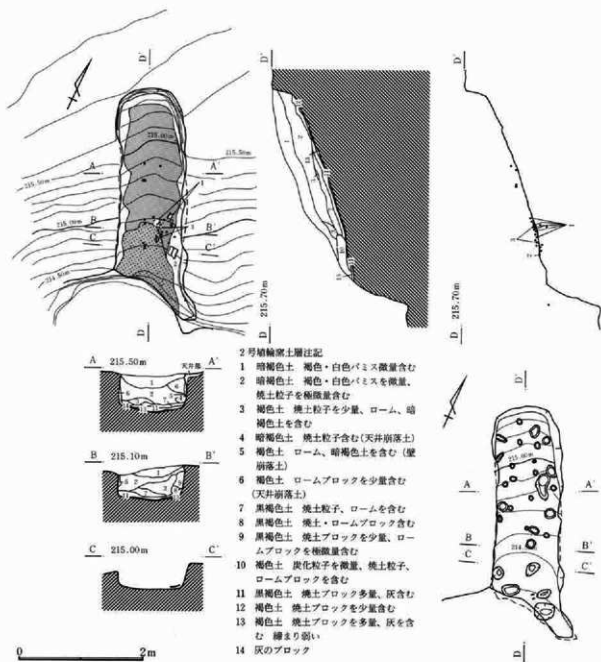 D′
D′
D′
215.00m
215.50m
215.50m
A
A′
B
B′
215.00m
C
C′
214.50m
D
D
215.70m
D
215.70m
A
215.50m
天井部
A′
B
215.10m
B′
C
215.00m
C′
0
2m
2号埴輪窯土層注記
1 暗褐色土 褐色・白色パミス微量含む
2 暗褐色土 褐色・白色パミスを微量、
焼土粒子を極微量含む
3 褐色土 焼土粒子を少量、ローム、暗
褐色土を含む
4 暗褐色土 焼土粒子含む(天井崩落土)
5 褐色土 ローム、暗褐色土を含む(壁
崩落土)
6 褐色土 ロームブロックを少量含む
(天井崩落土)
7 黒褐色土 焼土粒子、ロームを含む
8 黒褐色土 焼土・ロームブロック含む
9 黒褐色土 焼土ブロックを少量、ロー
ムブロックを極微量含む
10 褐色土 炭化粒子を微量、焼土粒子、
ロームブロックを含む
11 黒褐色土 焼土ブロック多量、灰含む
12 褐色土 焼土ブロックを少量含む
13 褐色土 焼土ブロックを多量、灰を含
む 締まり弱い
14 灰のブロック
D′
A
A′
B
B′
C
C′
D